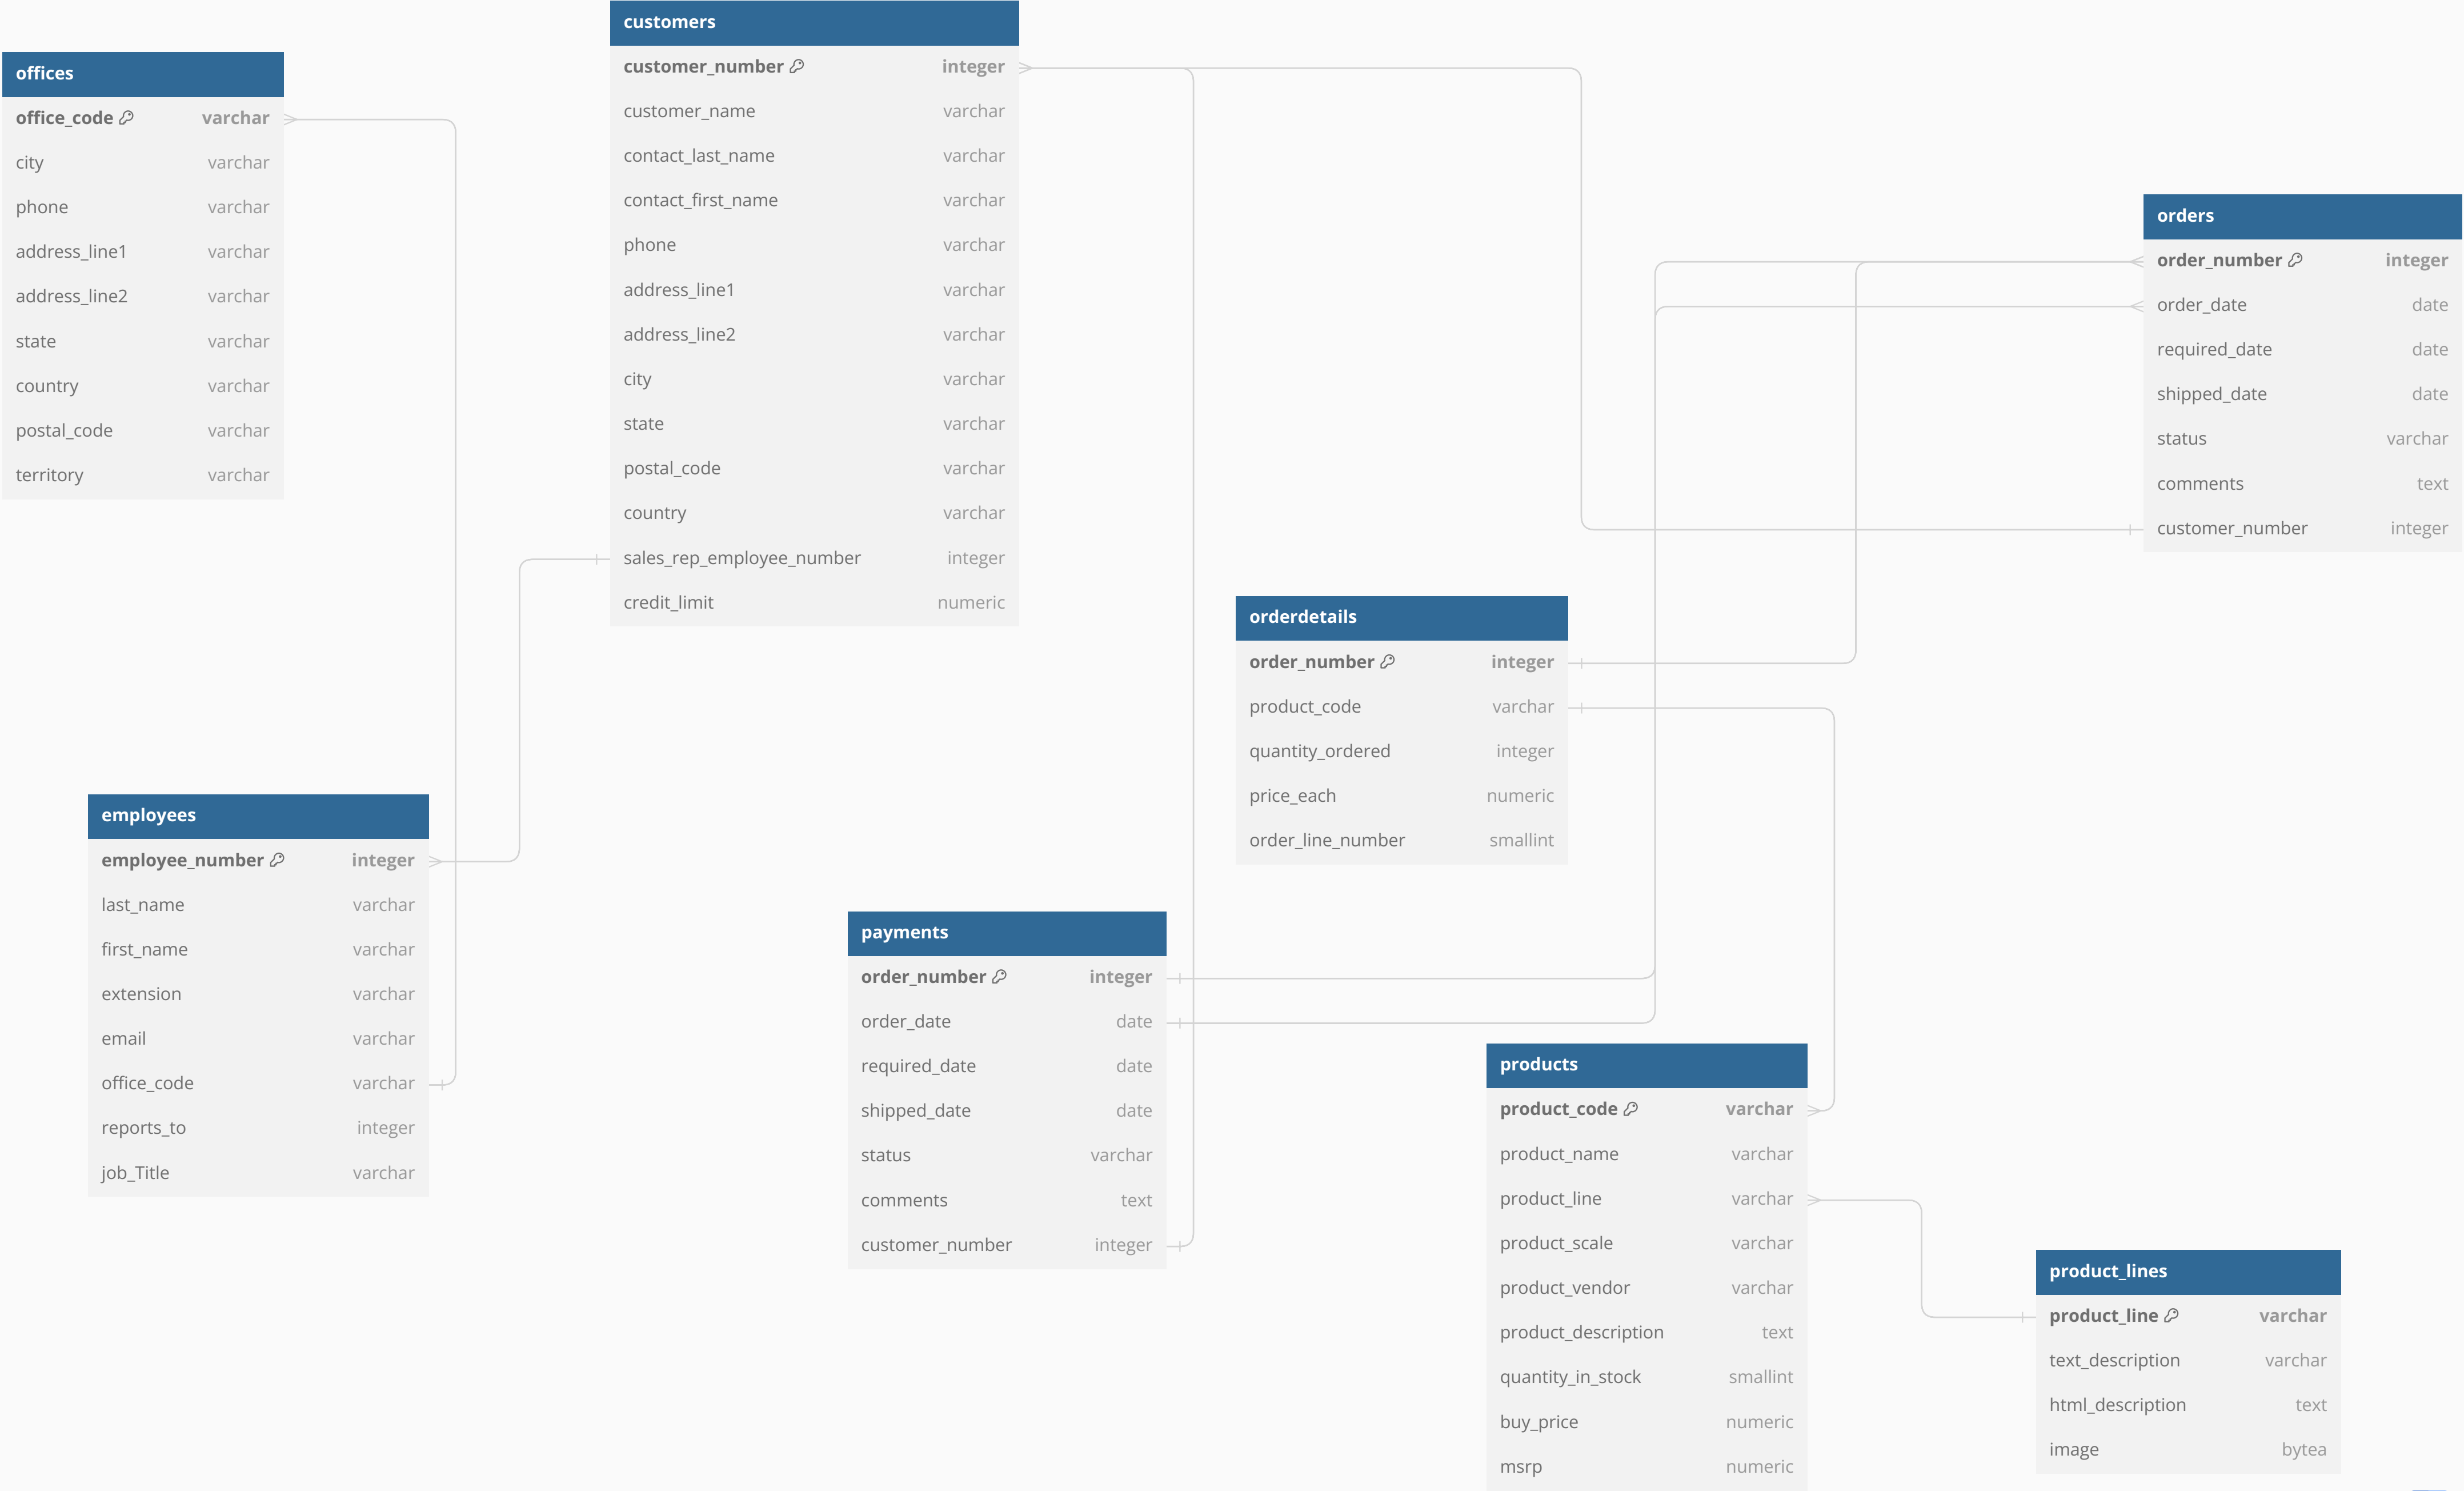 offices
office_code varchar
city varchar
phone varchar
address_line1 varchar
address_line2 varchar
state varchar
country varchar
postal_code varchar
territory varchar
customers
customer_number integer
customer_name varchar
contact_last_name varchar
contact_first_name varchar
phone varchar
address_line1 varchar
address_line2 varchar
city varchar
state varchar
postal_code varchar
country varchar
sales_rep_employee_number integer
credit_limit numeric
orders
order_number integer
order_date date
required_date date
shipped_date date
status varchar
comments text
customer_number integer
orderdetails
order_number integer
product_code varchar
quantity_ordered integer
price_each numeric
order_line_number smallint
employees
employee_number integer
last_name varchar
first_name varchar
extension varchar
email varchar
office_code varchar
reports_to integer
job_Title varchar
payments
order_number integer
order_date date
required_date date
shipped_date date
status varchar
comments text
customer_number integer
products
product_code varchar
product_name varchar
product_line varchar
product_scale varchar
product_vendor varchar
product_description text
quantity_in_stock smallint
buy_price numeric
msrp numeric
product_lines
product_line varchar
text_description varchar
html_description text
image bytea